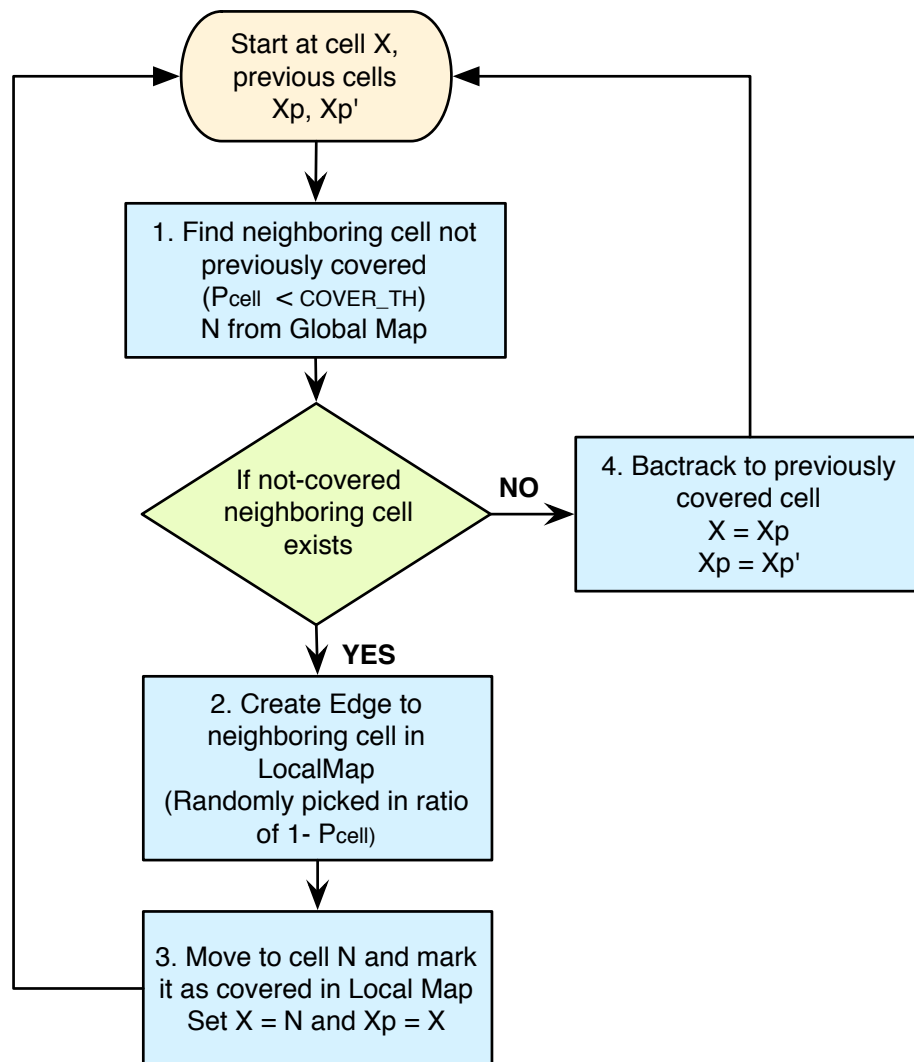 Start at cell X,
previous cells
Xp, Xp'
1. Find neighboring cell not
previously covered
(Pcell < COVER_TH)
N from Global Map
If not-covered
neighboring cell
exists
NO
4. Bactrack to previously
covered cell
X = Xp
Xp = Xp'
YES
2. Create Edge to
neighboring cell in
LocalMap
(Randomly picked in ratio
of 1- Pcell)
3. Move to cell N and mark
it as covered in Local Map
Set X = N and Xp = X